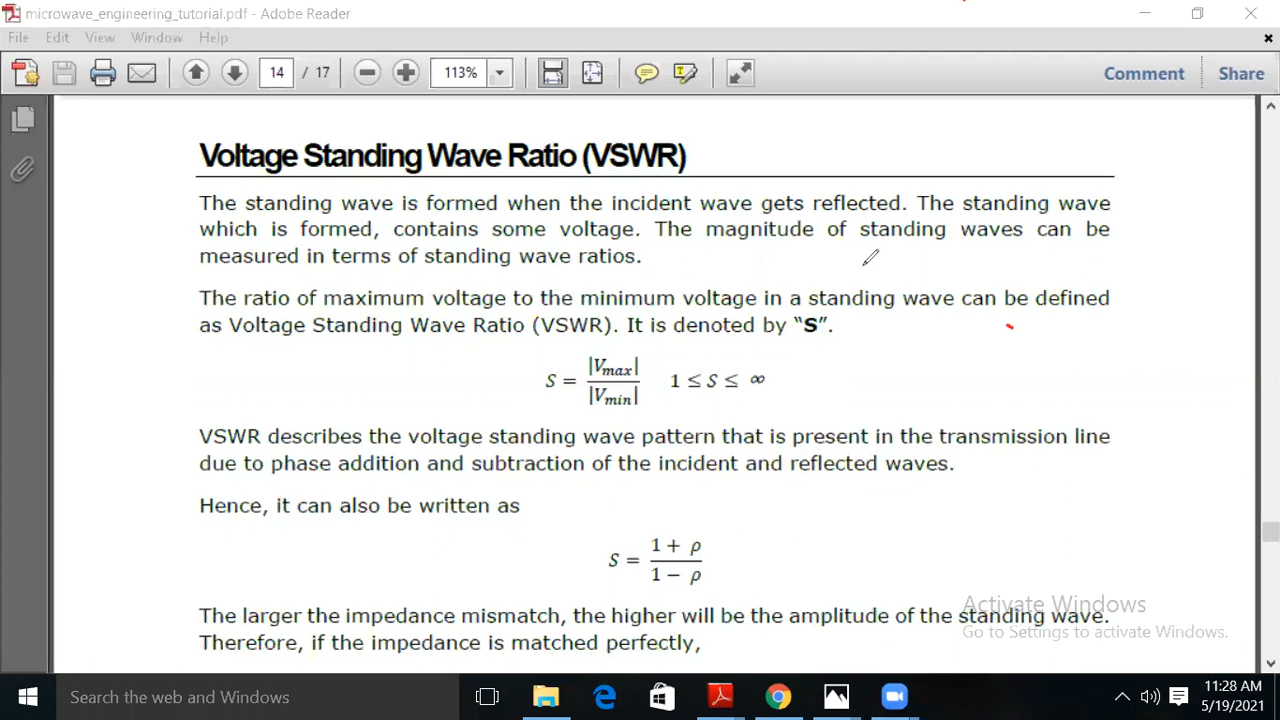 microwave_engineering_tutorial.pdf - Adobe Reader
File Edit View Window Help
14 / 17 113% Comment Share
Voltage Standing Wave Ratio (VSWR)
The standing wave is formed when the incident wave gets reflected. The standing wave
which is formed, contains some voltage. The magnitude of standing waves can be
measured in terms of standing wave ratios.
The ratio of maximum voltage to the minimum voltage in a standing wave can be defined
as Voltage Standing Wave Ratio (VSWR). It is denoted by “S”.
S = |Vmax| / |Vmin| 1 ≤ S ≤ ∞
VSWR describes the voltage standing wave pattern that is present in the transmission line
due to phase addition and subtraction of the incident and reflected waves.
Hence, it can also be written as
S = 1 + ρ / 1 − ρ
The larger the impedance mismatch, the higher will be the amplitude of the standing wave.
Therefore, if the impedance is matched perfectly,
Activate Windows
Go to Settings to activate Windows.
Search the web and Windows
11:28 AM
5/19/2021